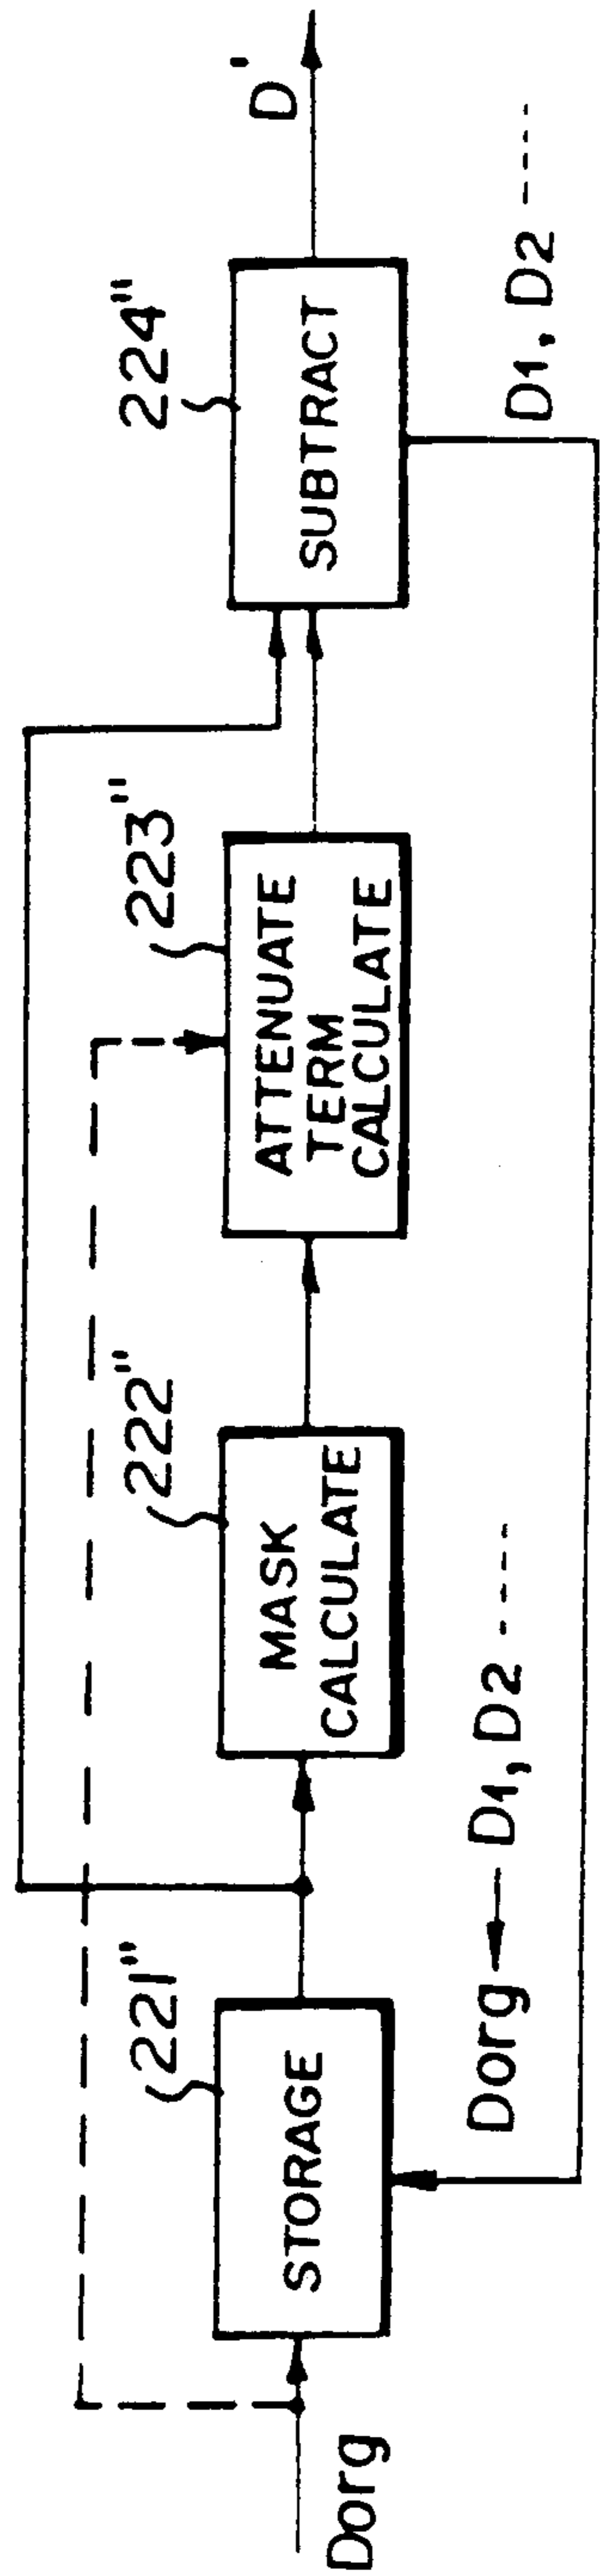 Dorg
STORAGE
221"
Dorg ← D1, D2 -----
MASK
CALCULATE
222"
ATTENUATE
TERM
CALCULATE
223"
SUBTRACT
224"
D1, D2 ----
D'